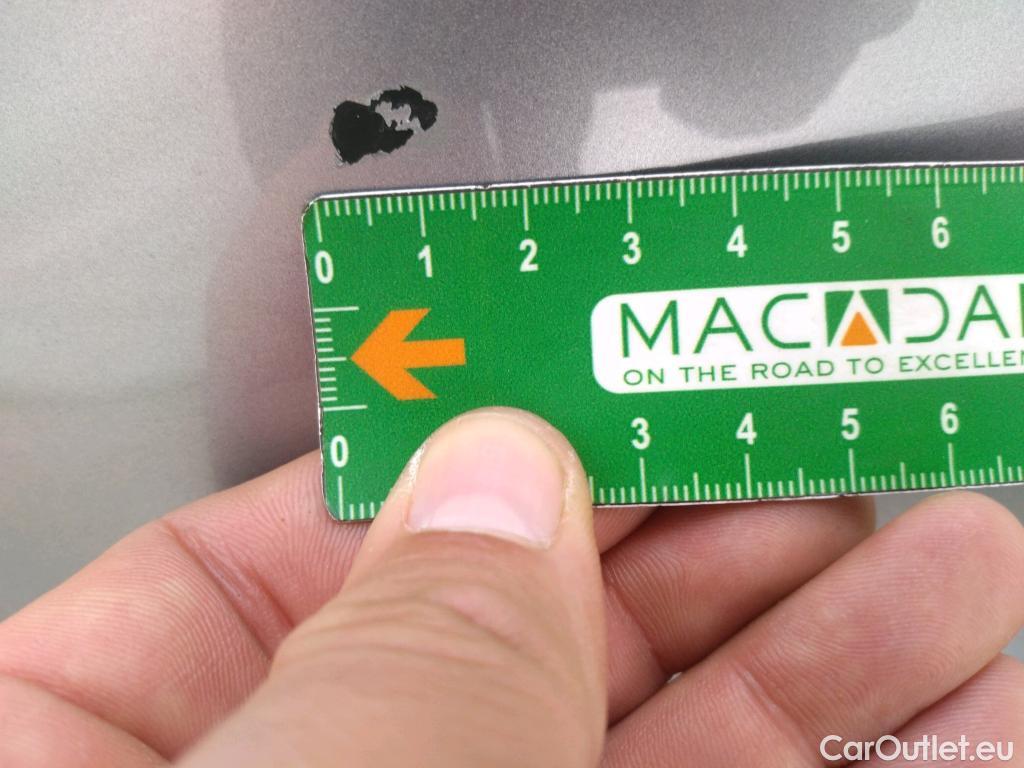 0 1 2 3 4 5 6
MACADA
ON THE ROAD TO EXCELLEN
0 3 4 5 6
CarOutlet.eu